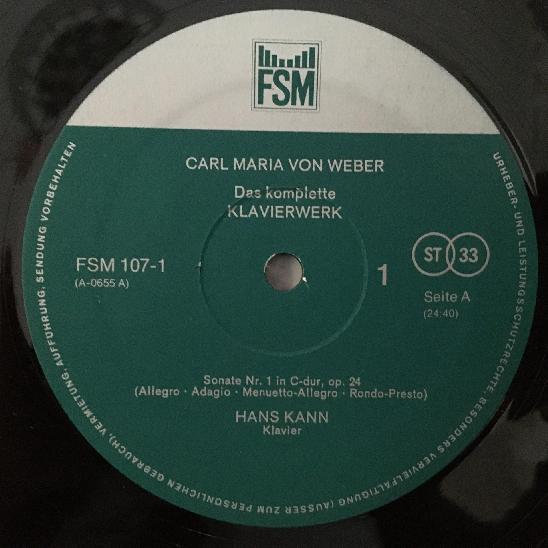 FSM
CARL MARIA VON WEBER
Das komplette
KLAVIERWERK
FSM 107-1
(A-0655 A)
1
ST 33
Seite A
(24:40)
Sonate Nr. 1 in C-dur, op. 24
(Allegro · Adagio · Menuetto-Allegro · Rondo-Presto)
HANS KANN
Klavier
URHEBER- UND LEISTUNGSSCHUTZRECHTE, BESONDERS VERVIELFÄLTIGUNG (AUSSER ZUM PERSÖNLICHEN GEBRAUCH), VERMIETUNG, AUFFÜHRUNG, SENDUNG VORBEHALTEN